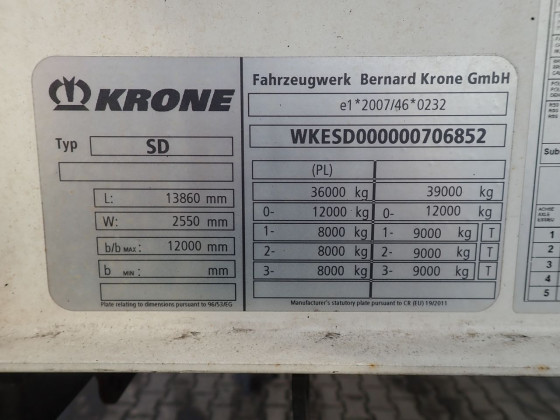 KRONE
Typ SD
L: 13860 mm
W: 2550 mm
b/b MAX: 12000 mm
b MIN: mm
Plate relating to dimensions pursuant to 96/53/EG
Fahrzeugwerk Bernard Krone GmbH
e1*2007/46*0232
WKESD000000706852
(PL)
36000 kg 39000 kg
0- 12000 kg 0- 12000 kg
1- 8000 kg 1- 9000 kg T
2- 8000 kg 2- 9000 kg T
3- 8000 kg 3- 9000 kg T
Manufacturer's statutory plate pursuant to CR (EU) 19/2011
Sub
1
2
3
4
5